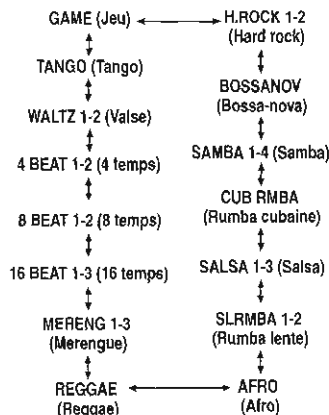 GAME (Jeu)
TANGO (Tango)
WALTZ 1-2 (Valse)
4 BEAT 1-2 (4 temps)
8 BEAT 1-2 (8 temps)
16 BEAT 1-3 (16 temps)
MERENG 1-3
(Merengue)
REGGAE
(Reggae)
H.ROCK 1-2
(Hard rock)
BOSSANOV
(Bossa-nova)
SAMBA 1-4 (Samba)
CUB RMBA
(Rumba cubaine)
SALSA 1-3 (Salsa)
SLRMBA 1-2
(Rumba lente)
AFRO
(Afro)